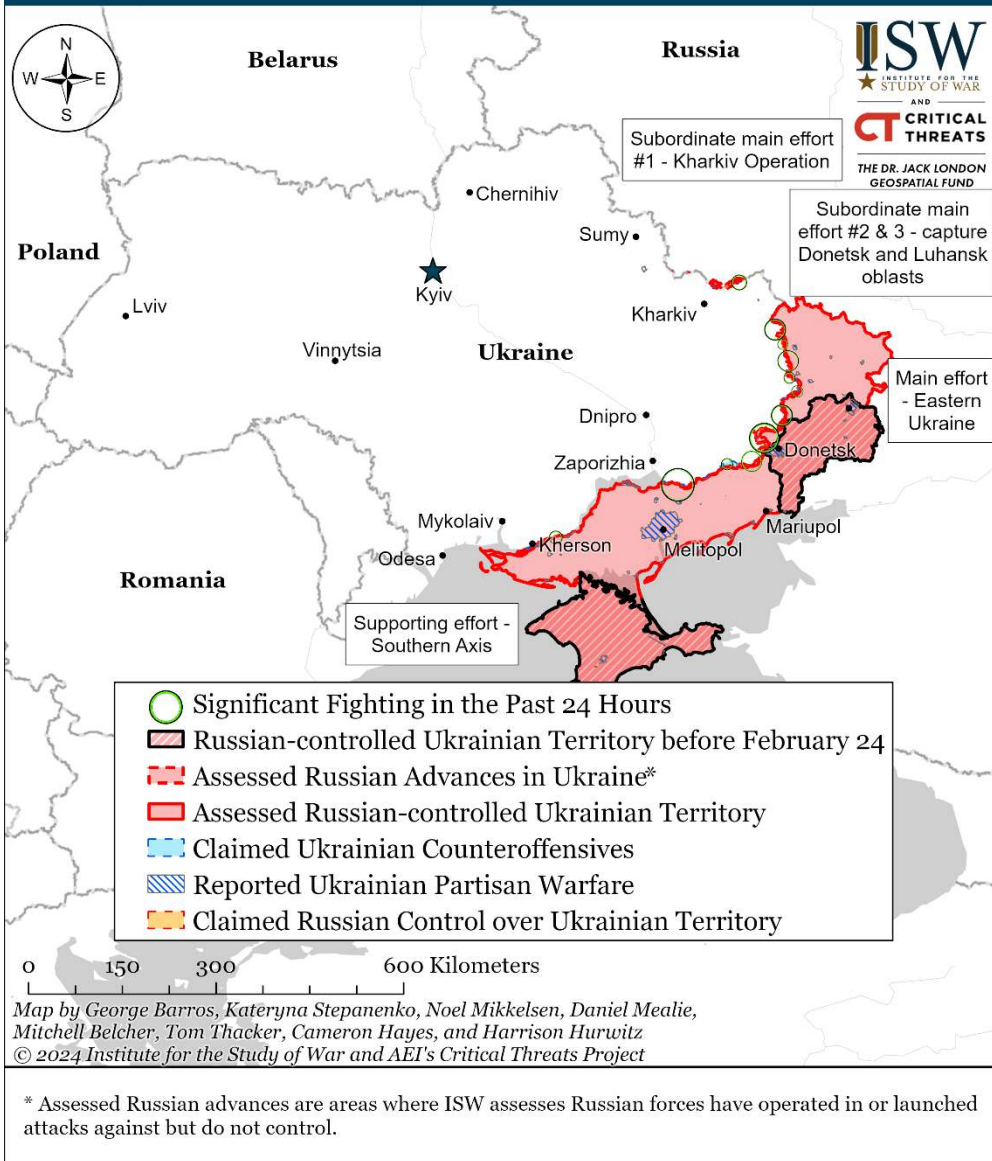 N
W
E
S
Belarus
Russia
ISW
INSTITUTE FOR THE
STUDY OF WAR
AND
CT CRITICAL
THREATS
THE DR. JACK LONDON
GEOSPATIAL FUND
Subordinate main effort
#1 - Kharkiv Operation
Subordinate main
effort #2 & 3 - capture
Donetsk and Luhansk
oblasts
Chernihiv
Sumy
Poland
Kyiv
Lviv
Kharkiv
Vinnytsia
Ukraine
Main effort
- Eastern
Ukraine
Dnipro
Donetsk
Zaporizhia
Mykolaiv
Mariupol
Kherson
Melitopol
Odesa
Romania
Supporting effort -
Southern Axis
Significant Fighting in the Past 24 Hours
Russian-controlled Ukrainian Territory before February 24
Assessed Russian Advances in Ukraine*
Assessed Russian-controlled Ukrainian Territory
Claimed Ukrainian Counteroffensives
Reported Ukrainian Partisan Warfare
Claimed Russian Control over Ukrainian Territory
0 150 300 600 Kilometers
Map by George Barros, Kateryna Stepanenko, Noel Mikkelsen, Daniel Mealie,
Mitchell Belcher, Tom Thacker, Cameron Hayes, and Harrison Hurwitz
© 2024 Institute for the Study of War and AEI's Critical Threats Project
* Assessed Russian advances are areas where ISW assesses Russian forces have operated in or launched
attacks against but do not control.